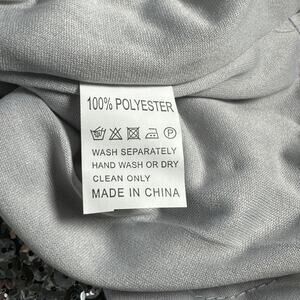 100% POLYESTER
WASH SEPARATELY
HAND WASH OR DRY
CLEAN ONLY
MADE IN CHINA